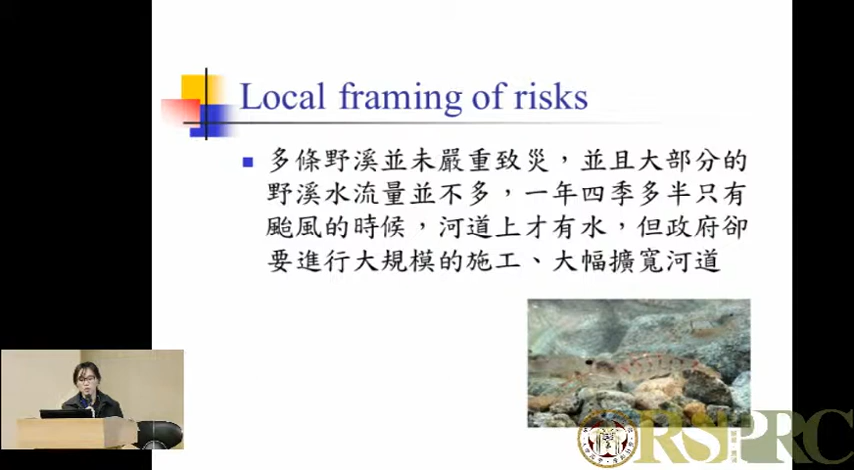 Local framing of risks
多條野溪並未嚴重致災，並且大部分的
野溪水流量並不多，一年四季多半只有
颱風的時候，河道上才有水，但政府卻
要進行大規模的施工、大幅擴寬河道
RSPRC